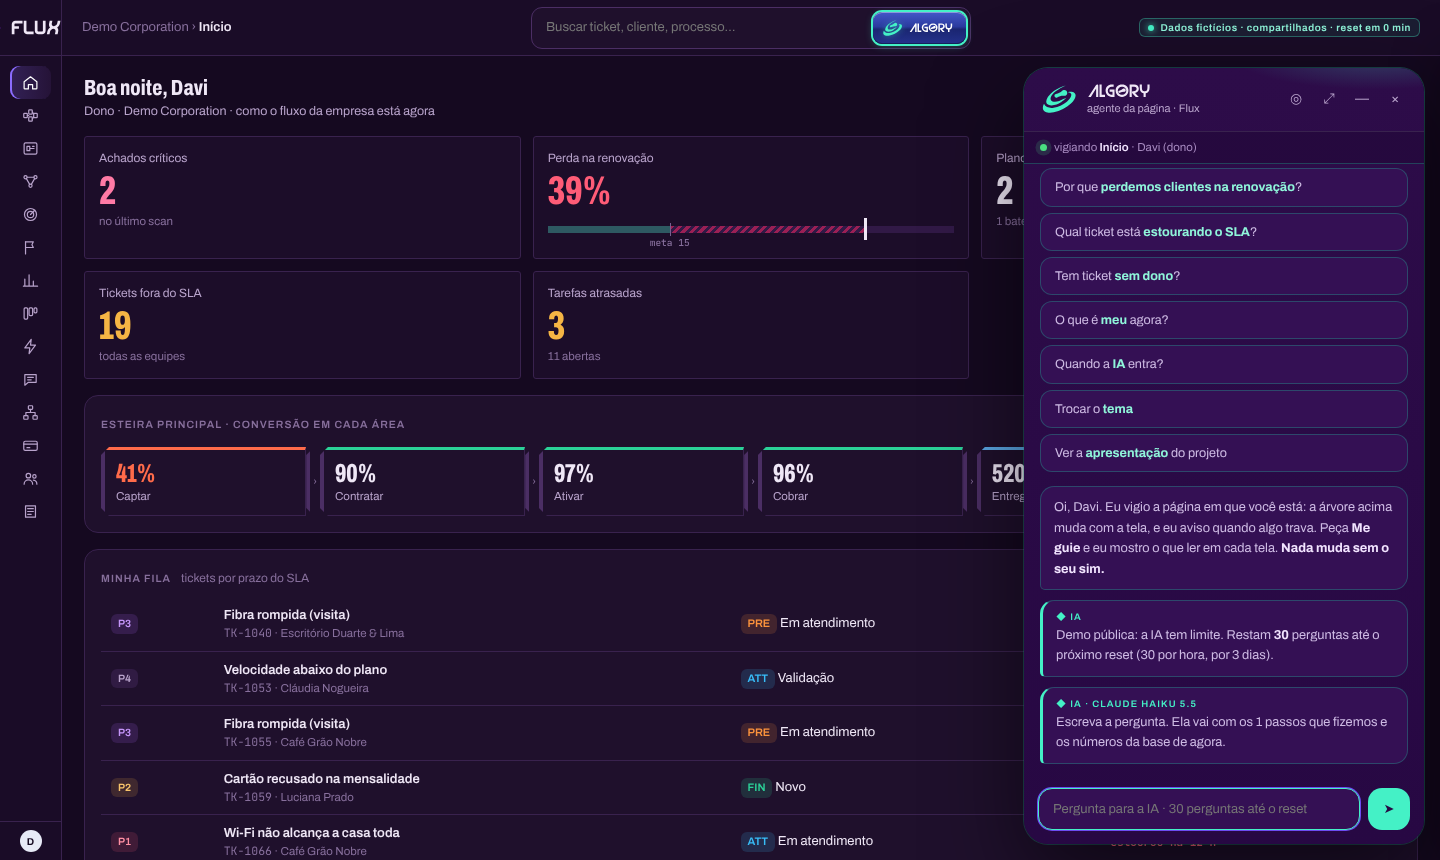 FLUX
Demo Corporation › Início
Buscar ticket, cliente, processo...
ALGORY
Dados fictícios · compartilhados · reset em 0 min
Boa noite, Davi
Dono · Demo Corporation · como o fluxo da empresa está agora
Achados críticos
2
no último scan
Perda na renovação
39%
meta 15
2
Tickets fora do SLA
19
todas as equipes
Tarefas atrasadas
3
11 abertas
ESTEIRA PRINCIPAL · CONVERSÃO EM CADA ÁREA
41%
Captar
›
90%
Contratar
›
97%
Ativar
›
96%
Cobrar
›
520
MINHA FILA tickets por prazo do SLA
P3
Fibra rompida (visita)
TK-1040 · Escritório Duarte & Lima
PRE Em atendimento
P4
Velocidade abaixo do plano
TK-1053 · Cláudia Nogueira
ATT Validação
P3
Fibra rompida (visita)
TK-1055 · Café Grão Nobre
PRE Em atendimento
P2
Cartão recusado na mensalidade
TK-1059 · Luciana Prado
FIN Novo
P1
Wi-Fi não alcança a casa toda
TK-1066 · Café Grão Nobre
ATT Em atendimento
D
ALGORY
agente da página · Flux
vigiando Início · Davi (dono)
Por que perdemos clientes na renovação?
Qual ticket está estourando o SLA?
Tem ticket sem dono?
O que é meu agora?
Quando a IA entra?
Trocar o tema
Ver a apresentação do projeto
Oi, Davi. Eu vigio a página em que você está: a árvore acima
muda com a tela, e eu aviso quando algo trava. Peça Me
guie e eu mostro o que ler em cada tela. Nada muda sem o
seu sim.
◆ IA
Demo pública: a IA tem limite. Restam 30 perguntas até o
próximo reset (30 por hora, por 3 dias).
◆ IA · CLAUDE HAIKU 5.5
Escreva a pergunta. Ela vai com os 1 passos que fizemos e
os números da base de agora.
Pergunta para a IA · 30 perguntas até o reset